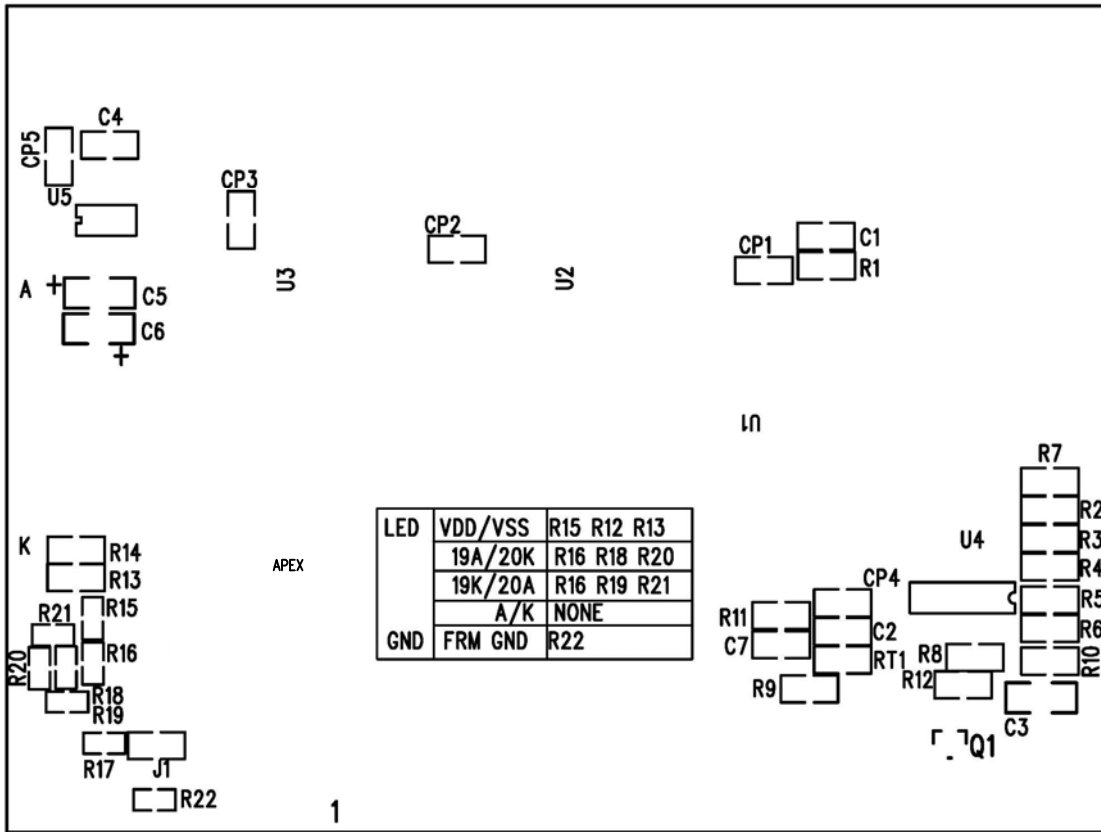 C4
CP5
U5
CP3
CP2
CP1
C1
R1
U3
U2
A +
C5
C6
+
U1
R7
R2
R3
R4
U4
R5
R6
R10
LED VDD/VSS R15 R12 R13
19A/20K R16 R18 R20
19K/20A R16 R19 R21
A/K NONE
GND FRM GND R22
K
R14
R13
APEX
R15
R21
R16
R20
R18
R19
R17
J1
R22
1
CP4
R11
C7
C2
RT1
R9
R8
R12
C3
Q1